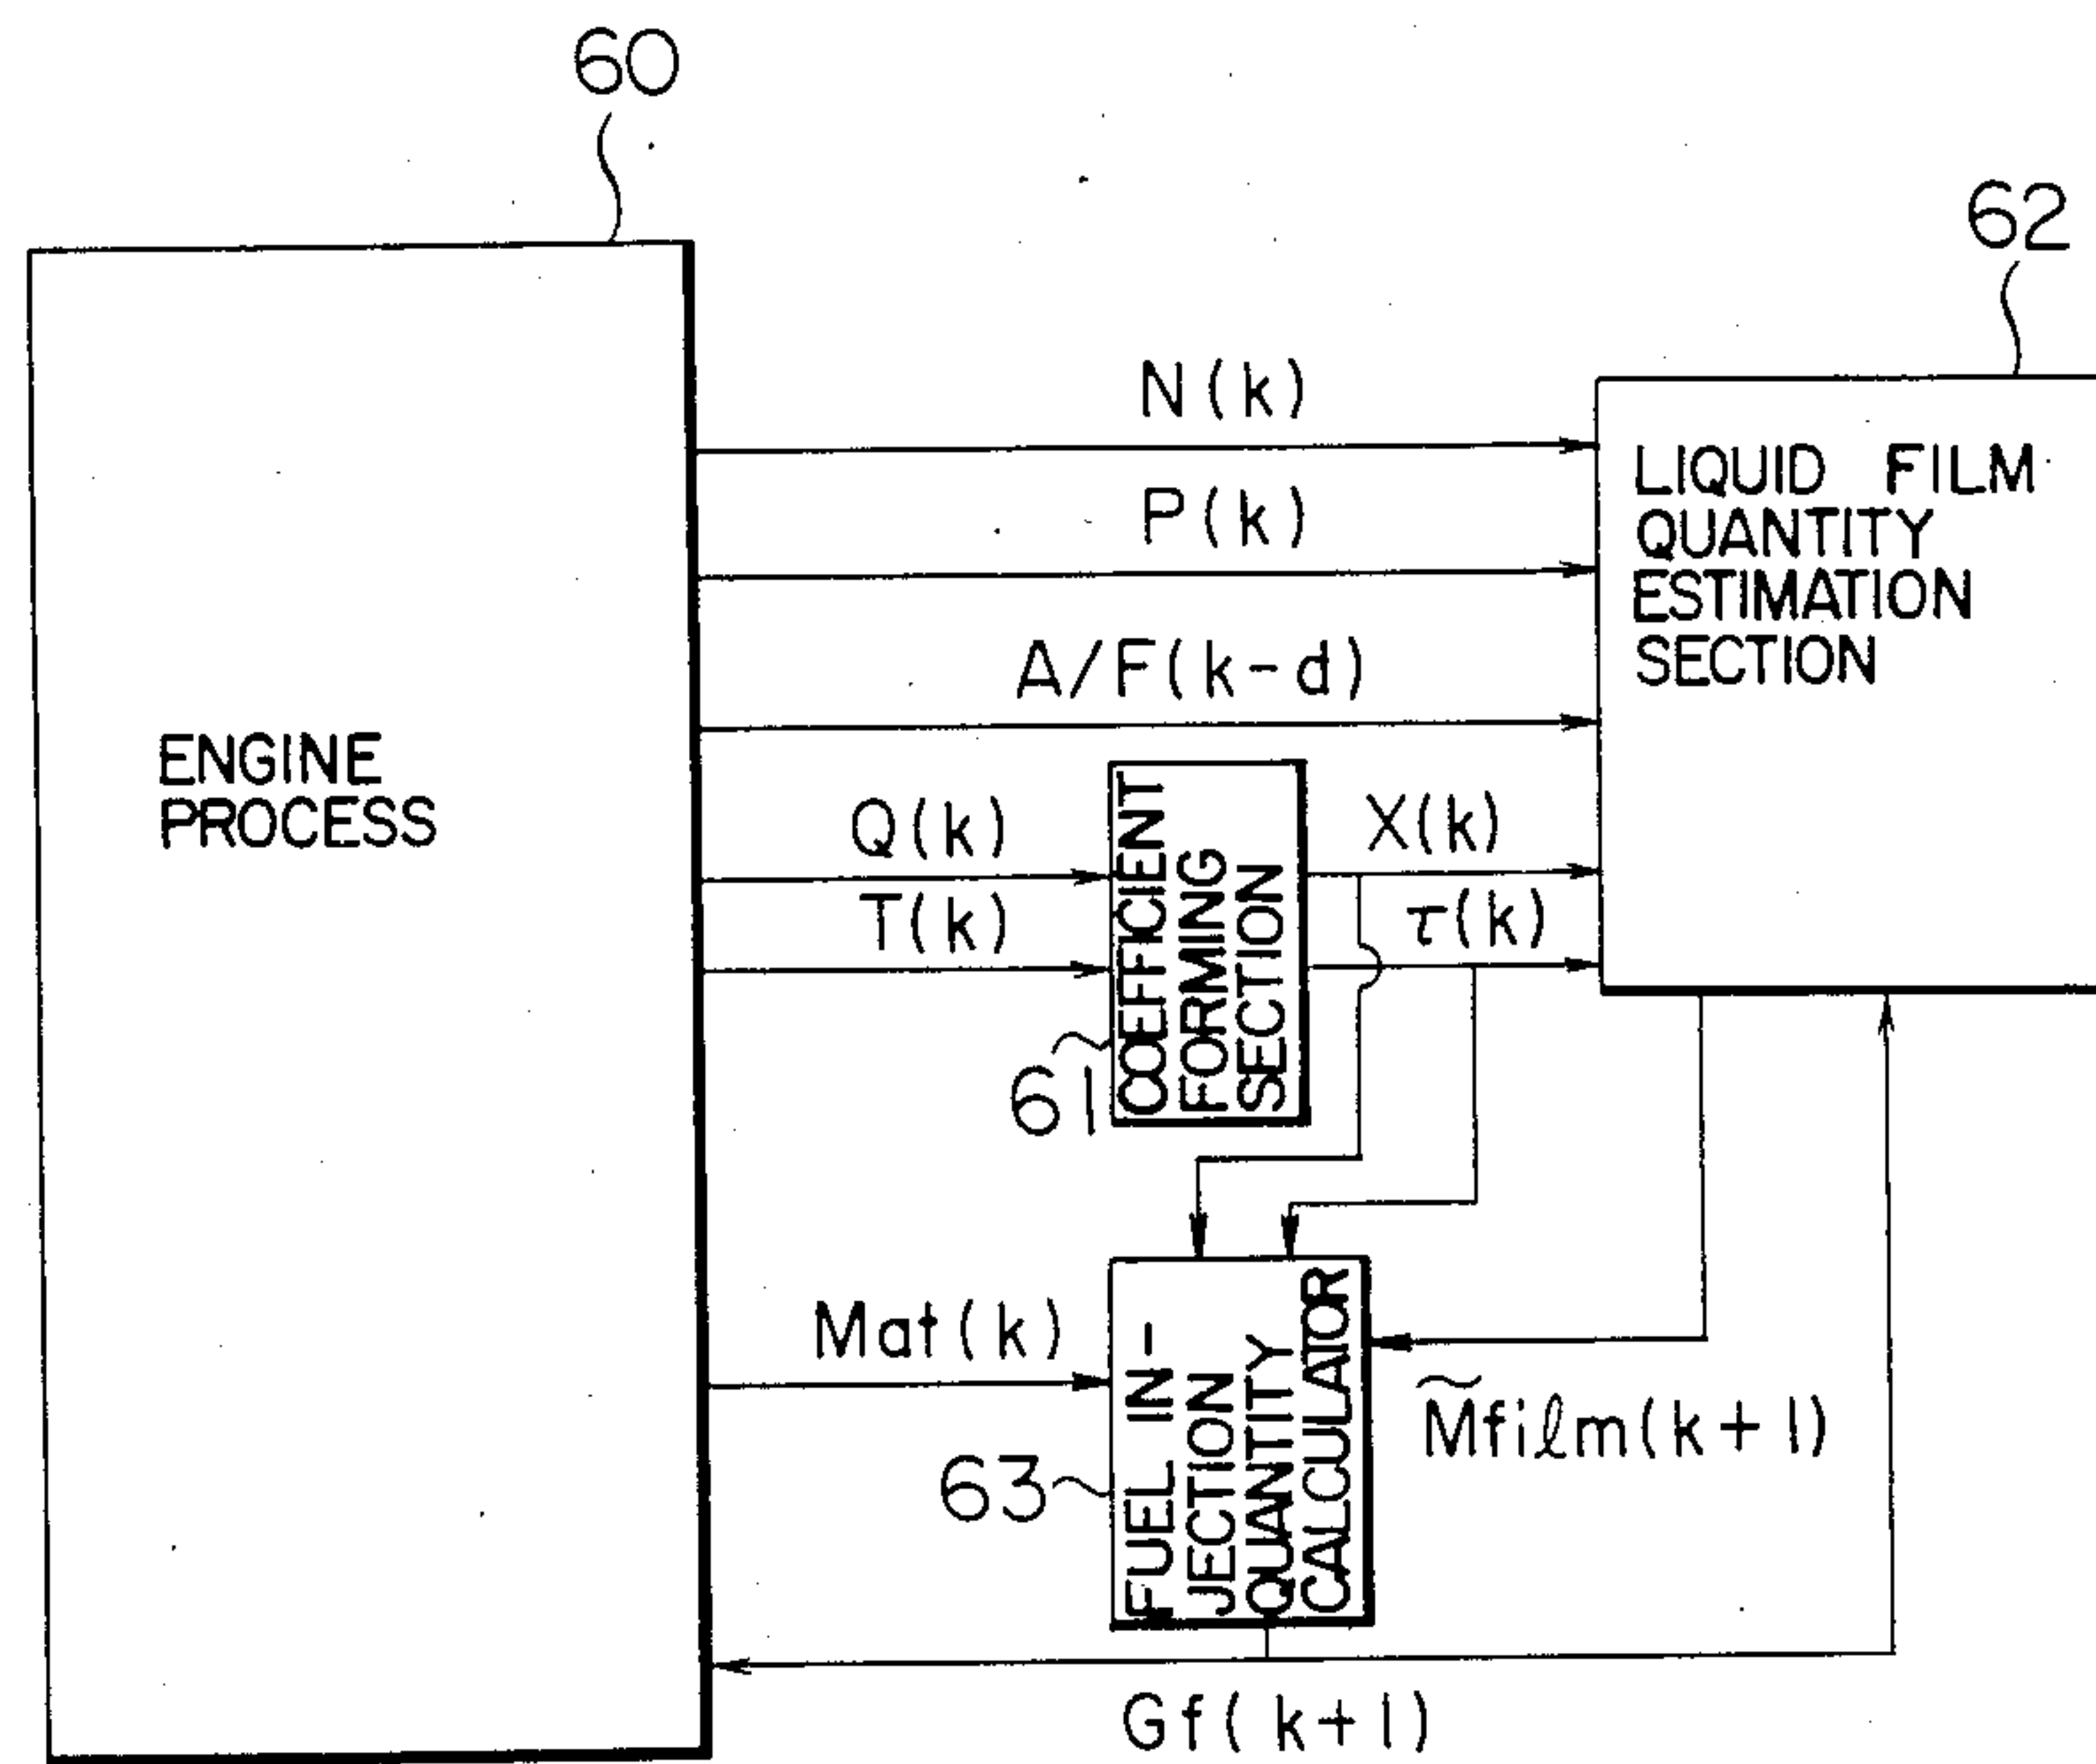 60
62
N(k)
P(k)
A/F(k-d)
LIQUID FILM
QUANTITY
ESTIMATION
SECTION
ENGINE
PROCESS
Q(k)
T(k)
COEFFICIENT
FORMING
SECTION
X(k)
τ(k)
61
Mat(k)
63
FUEL IN-
JECTION
QUANTITY
CALCULATOR
M̃film(k+1)
Gf(k+1)